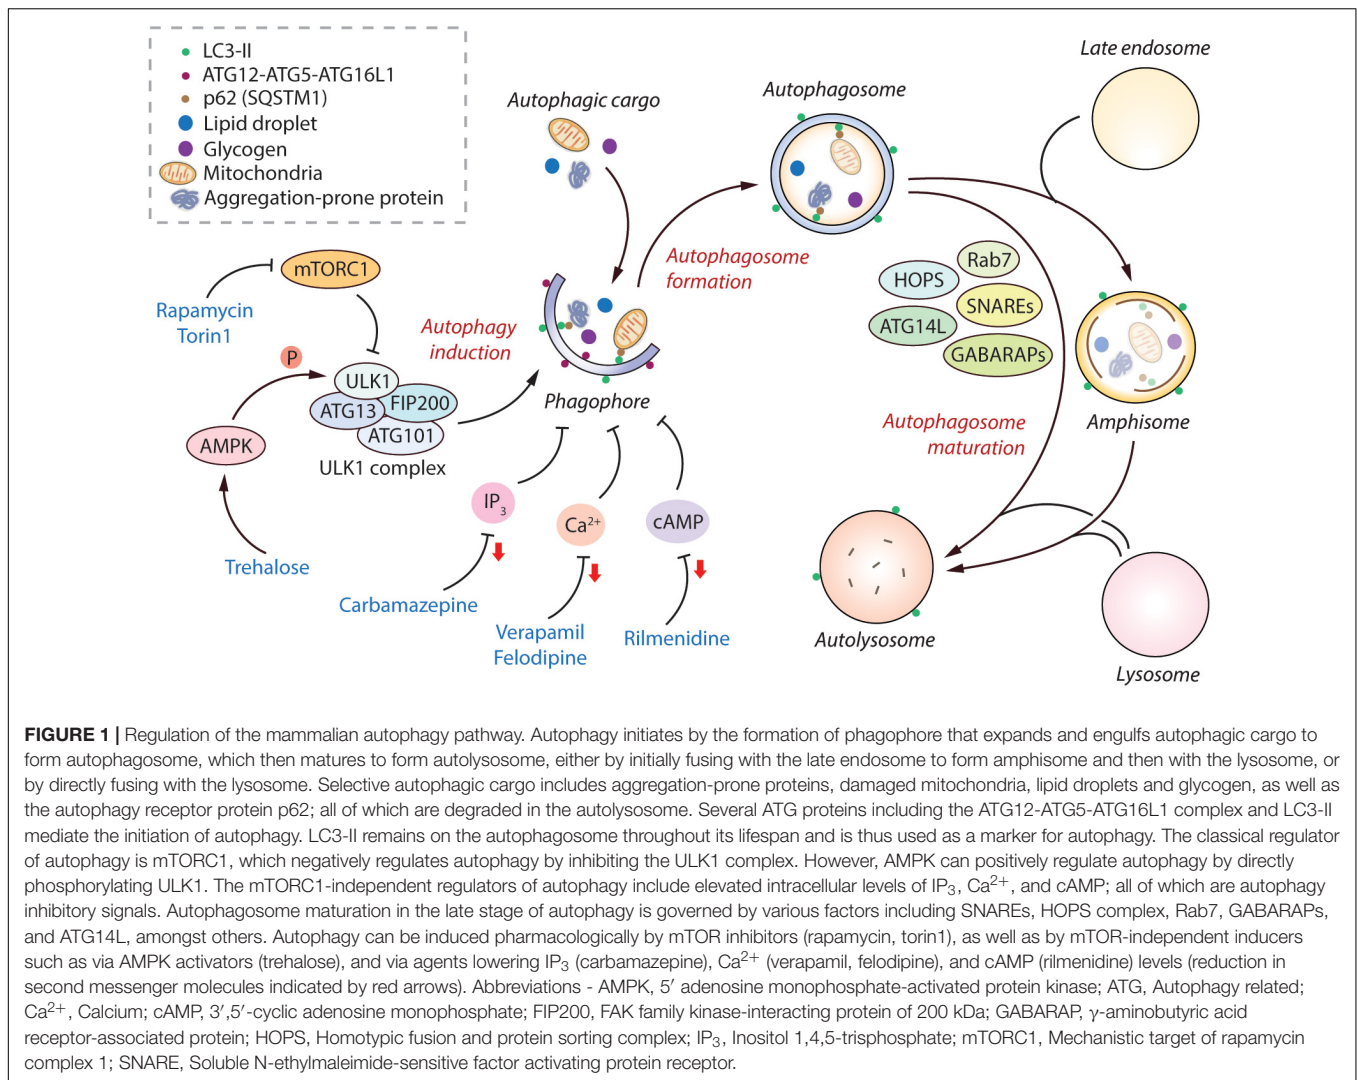 LC3-II
ATG12-ATG5-ATG16L1
p62 (SQSTM1)
Lipid droplet
Glycogen
Mitochondria
Aggregation-prone protein
Autophagic cargo
Autophagosome
Late endosome
mTORC1
Rapamycin
Torin1
Autophagy
induction
Autophagosome
formation
HOPS
Rab7
SNAREs
ATG14L
GABARAPs
P
ULK1
ATG13
FIP200
ATG101
ULK1 complex
AMPK
Trehalose
Phagophore
Autophagosome
maturation
Amphisome
IP3
Ca2+
cAMP
Carbamazepine
Verapamil
Felodipine
Rilmenidine
Autolysosome
Lysosome
FIGURE 1 | Regulation of the mammalian autophagy pathway. Autophagy initiates by the formation of phagophore that expands and engulfs autophagic cargo to
form autophagosome, which then matures to form autolysosome, either by initially fusing with the late endosome to form amphisome and then with the lysosome, or
by directly fusing with the lysosome. Selective autophagic cargo includes aggregation-prone proteins, damaged mitochondria, lipid droplets and glycogen, as well as
the autophagy receptor protein p62; all of which are degraded in the autolysosome. Several ATG proteins including the ATG12-ATG5-ATG16L1 complex and LC3-II
mediate the initiation of autophagy. LC3-II remains on the autophagosome throughout its lifespan and is thus used as a marker for autophagy. The classical regulator
of autophagy is mTORC1, which negatively regulates autophagy by inhibiting the ULK1 complex. However, AMPK can positively regulate autophagy by directly
phosphorylating ULK1. The mTORC1-independent regulators of autophagy include elevated intracellular levels of IP3, Ca2+, and cAMP; all of which are autophagy
inhibitory signals. Autophagosome maturation in the late stage of autophagy is governed by various factors including SNAREs, HOPS complex, Rab7, GABARAPs,
and ATG14L, amongst others. Autophagy can be induced pharmacologically by mTOR inhibitors (rapamycin, torin1), as well as by mTOR-independent inducers
such as via AMPK activators (trehalose), and via agents lowering IP3 (carbamazepine), Ca2+ (verapamil, felodipine), and cAMP (rilmenidine) levels (reduction in
second messenger molecules indicated by red arrows). Abbreviations - AMPK, 5′ adenosine monophosphate-activated protein kinase; ATG, Autophagy related;
Ca2+, Calcium; cAMP, 3′,5′-cyclic adenosine monophosphate; FIP200, FAK family kinase-interacting protein of 200 kDa; GABARAP, γ-aminobutyric acid
receptor-associated protein; HOPS, Homotypic fusion and protein sorting complex; IP3, Inositol 1,4,5-trisphosphate; mTORC1, Mechanistic target of rapamycin
complex 1; SNARE, Soluble N-ethylmaleimide-sensitive factor activating protein receptor.